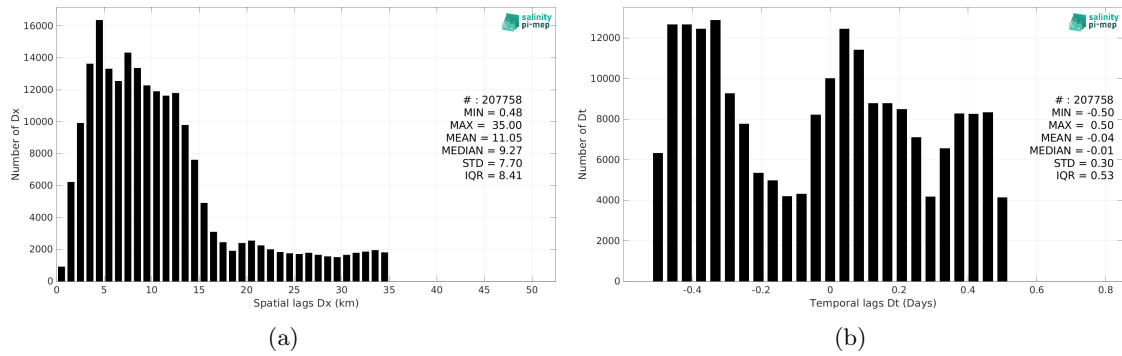 16000
14000
12000
10000
8000
6000
4000
2000
0
Number of Dx
salinity
pi-mep
# : 207758
MIN = 0.48
MAX = 35.00
MEAN = 11.05
MEDIAN = 9.27
STD = 7.70
IQR = 8.41
0 5 10 15 20 25 30 35 40 45 50
Spatial lags Dx (km)
(a)
12000
10000
8000
6000
4000
2000
0
Number of Dt
salinity
pi-mep
# : 207758
MIN = -0.50
MAX = 0.50
MEAN = -0.04
MEDIAN = -0.01
STD = 0.30
IQR = 0.53
-0.4 -0.2 0 0.2 0.4 0.6 0.8
Temporal lags Dt (Days)
(b)